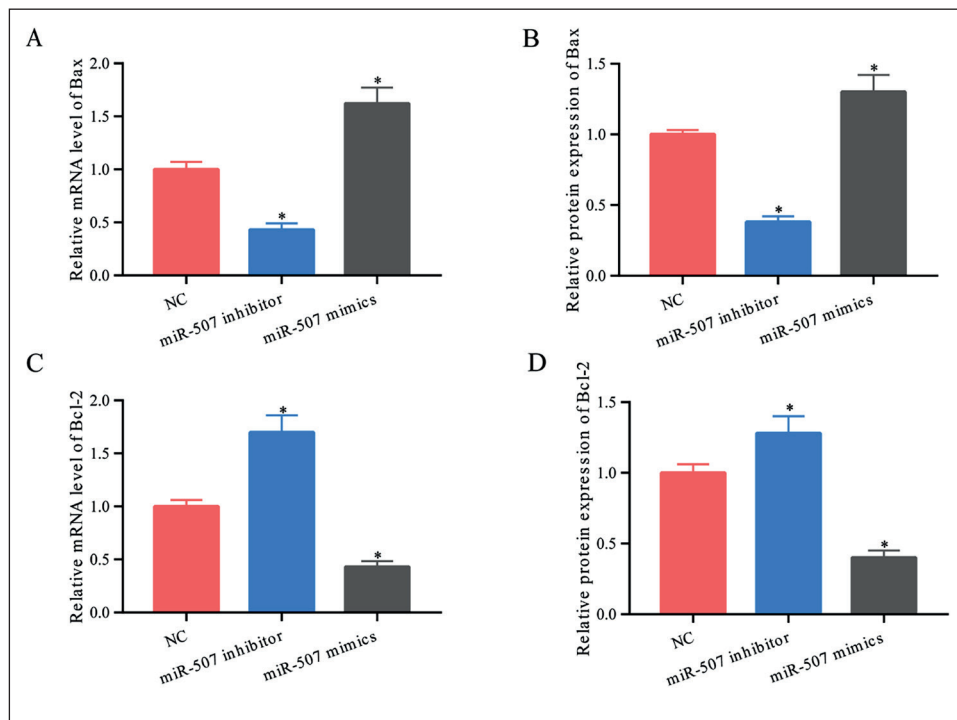 A
Relative mRNA level of Bax
2.0
1.5
1.0
0.5
0.0
*
*
NC
miR-507 inhibitor
miR-507 mimics
B
Relative protein expression of Bax
1.5
1.0
0.5
0.0
*
*
NC
miR-507 inhibitor
miR-507 mimics
C
Relative mRNA level of Bcl-2
2.0
1.5
1.0
0.5
0.0
*
*
NC
miR-507 inhibitor
miR-507 mimics
D
Relative protein expression of Bcl-2
1.5
1.0
0.5
0.0
*
*
NC
miR-507 inhibitor
miR-507 mimics